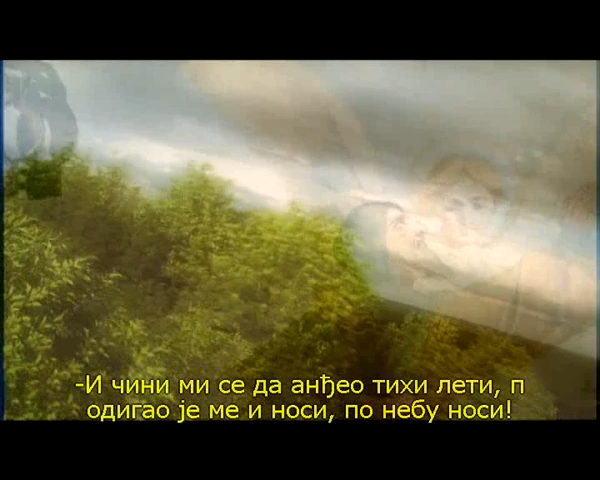 -И чини ми се да анђео тихи лети, п
одигао је ме и носи, по небу носи!